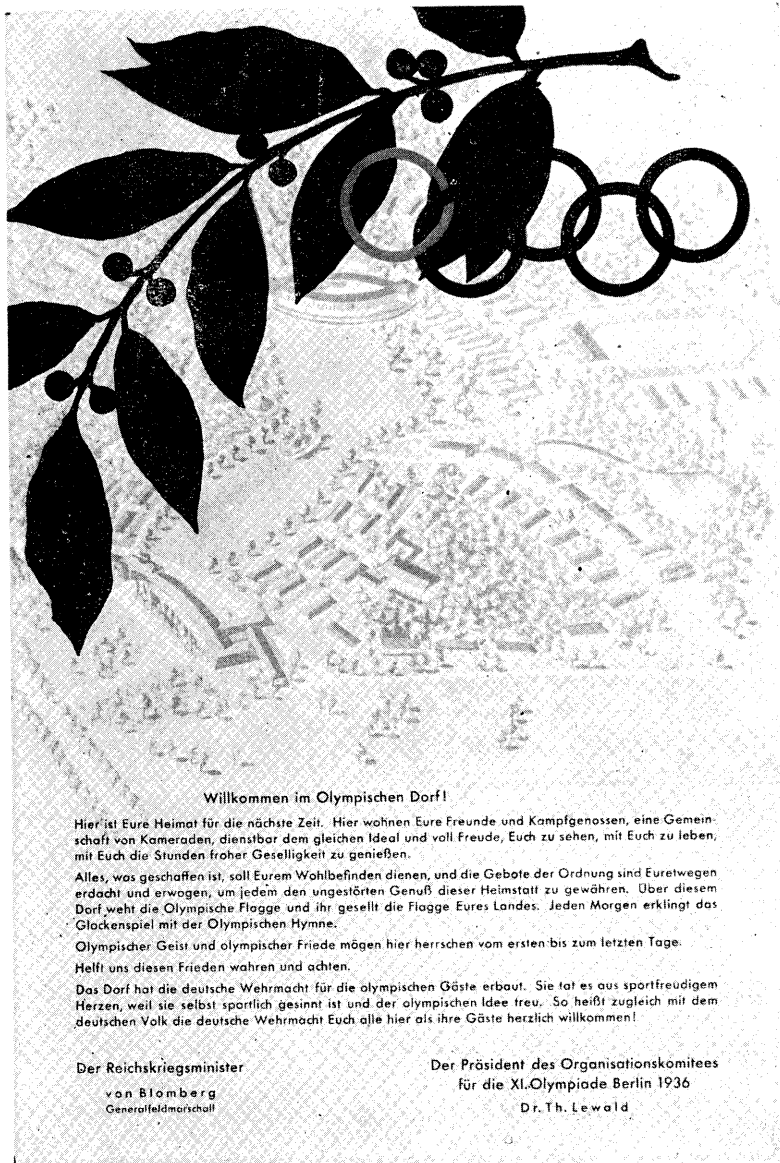 Willkommen im Olympischen Dorf!
Hier ist Eure Heimat für die nächste Zeit. Hier wohnen Eure Freunde und Kampfgenossen, eine Gemein-
schaft von Kameraden, dienstbar dem gleichen Ideal und voll Freude, Euch zu sehen, mit Euch zu leben,
mit Euch die Stunden froher Geselligkeit zu genießen.
Alles, was geschaffen ist, soll Eurem Wohlbefinden dienen, und die Gebote der Ordnung sind Euretwegen
erdacht und erwogen, um jedem den ungestörten Genuß dieser Heimstatt zu gewähren. Über diesem
Dorf weht die Olympische Flagge und ihr gesellt die Flagge Eures Landes. Jeden Morgen erklingt das
Glockenspiel mit der Olympischen Hymne.
Olympischer Geist und olympischer Friede mögen hier herrschen vom ersten bis zum letzten Tage.
Helft uns diesen Frieden wahren und achten.
Das Dorf hat die deutsche Wehrmacht für die olympischen Gäste erbaut. Sie tat es aus sportfreudigem
Herzen, weil sie selbst sportlich gesinnt ist und der olympischen Idee treu. So heißt zugleich mit dem
deutschen Volk die deutsche Wehrmacht Euch alle hier als ihre Gäste herzlich willkommen!
Der Reichskriegsminister
von Blomberg
Generalfeldmarschall
Der Präsident des Organisationskomitees
für die XI. Olympiade Berlin 1936
Dr. Th. Lewald